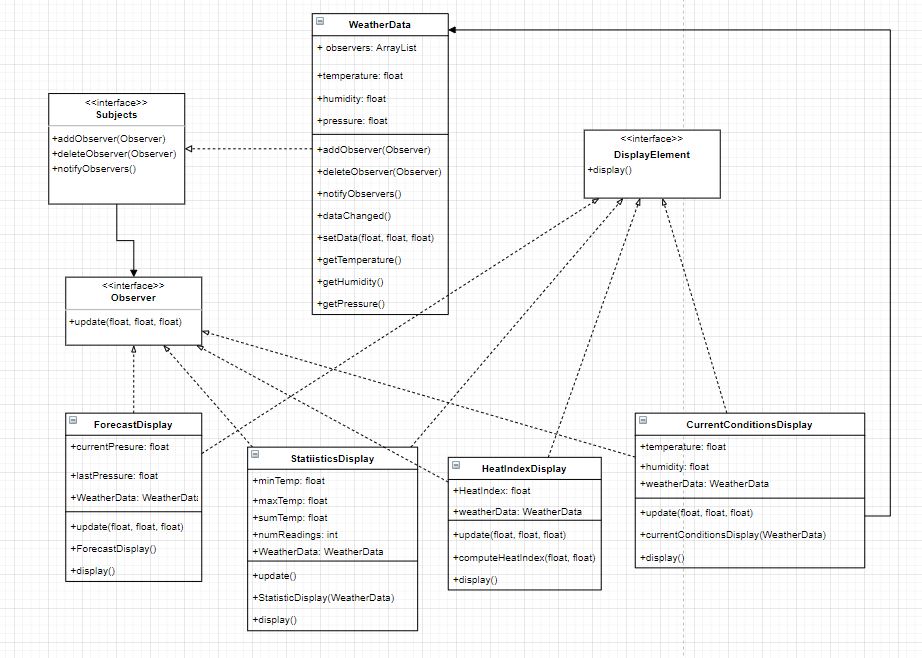 WeatherData
+ observers: ArrayList
+temperature: float
+humidity: float
+pressure: float
+addObserver(Observer)
+deleteObserver(Observer)
+notifyObservers()
+dataChanged()
+setData(float, float, float)
+getTemperature()
+getHumidity()
+getPressure()
<<interface>>
Subjects
+addObserver(Observer)
+deleteObserver(Observer)
+notifyObservers()
<<interface>>
DisplayElement
+display()
<<interface>>
Observer
+update(float, float, float)
ForecastDisplay
+currentPresure: float
+lastPressure: float
+WeatherData: WeatherData
+update(float, float, float)
+ForecastDisplay()
+display()
StatiisticsDisplay
+minTemp: float
+maxTemp: float
+sumTemp: float
+numReadings: int
+WeatherData: WeatherData
+update()
+StatisticDisplay(WeatherData)
+display()
HeatIndexDisplay
+HeatIndex: float
+weatherData: WeatherData
+update(float, float, float)
+computeHeatIndex(float, float)
+display()
CurrentConditionsDisplay
+temperature: float
+humidity: float
+weatherData: WeatherData
+update(float, float, float)
+currentConditionsDisplay(WeatherData)
+display()